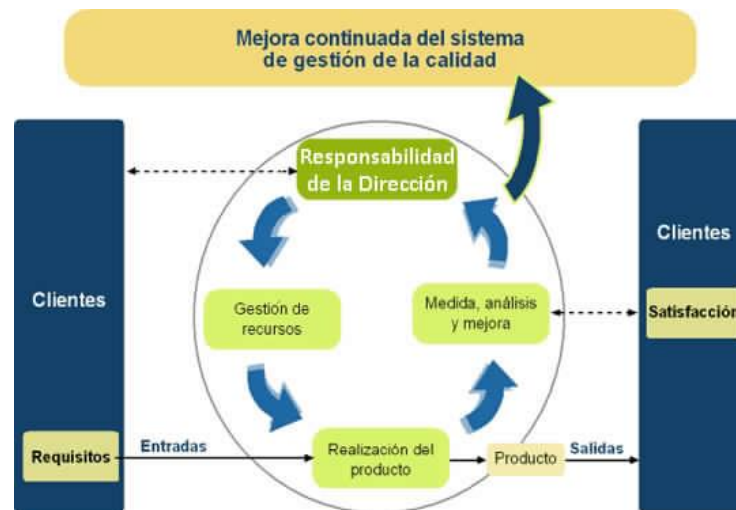 Mejora continuada del sistema
de gestión de la calidad
Responsabilidad
de la Dirección
Clientes
Clientes
Gestión de
recursos
Medida, análisis
y mejora
Satisfacción
Requisitos
Entradas
Realización del
producto
Producto
Salidas